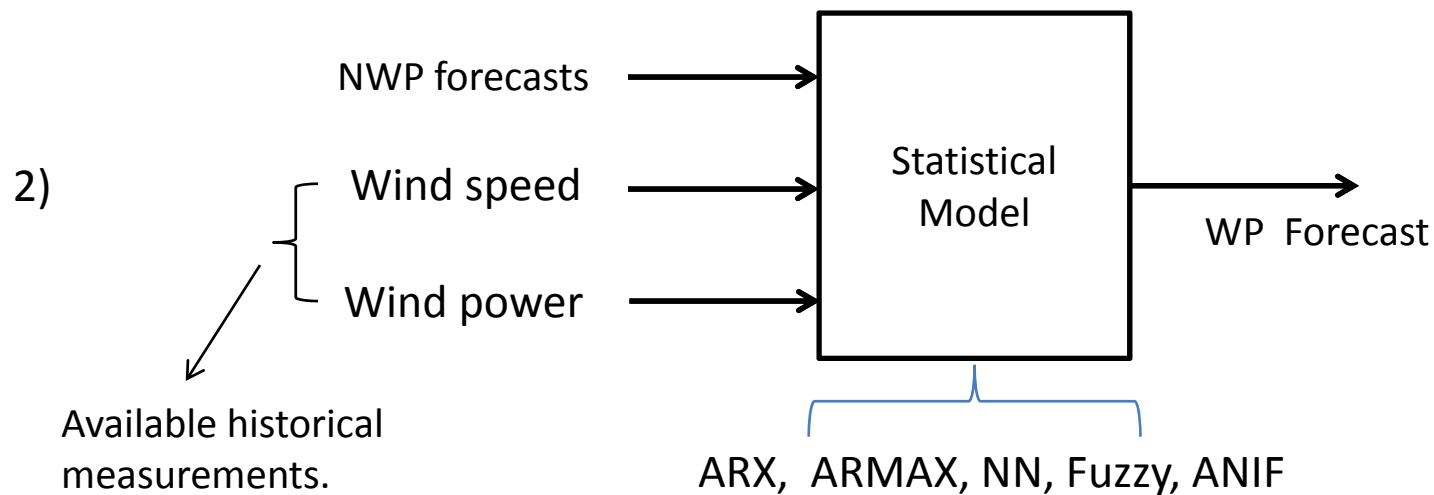 NWP forecasts
2)
Wind speed
Wind power
Available historical
measurements.
Statistical
Model
WP Forecast
ARX, ARMAX, NN, Fuzzy, ANIF